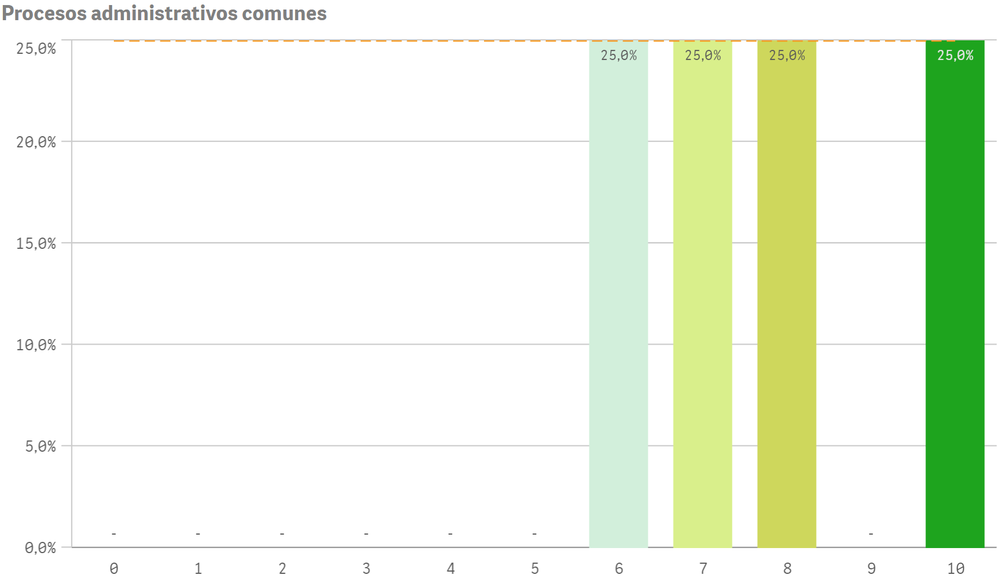 Procesos administrativos comunes
25,0%
25,0% 25,0% 25,0% 25,0%
20,0%
15,0%
10,0%
5,0%
- - - - - - -
0,0%
0 1 2 3 4 5 6 7 8 9 10